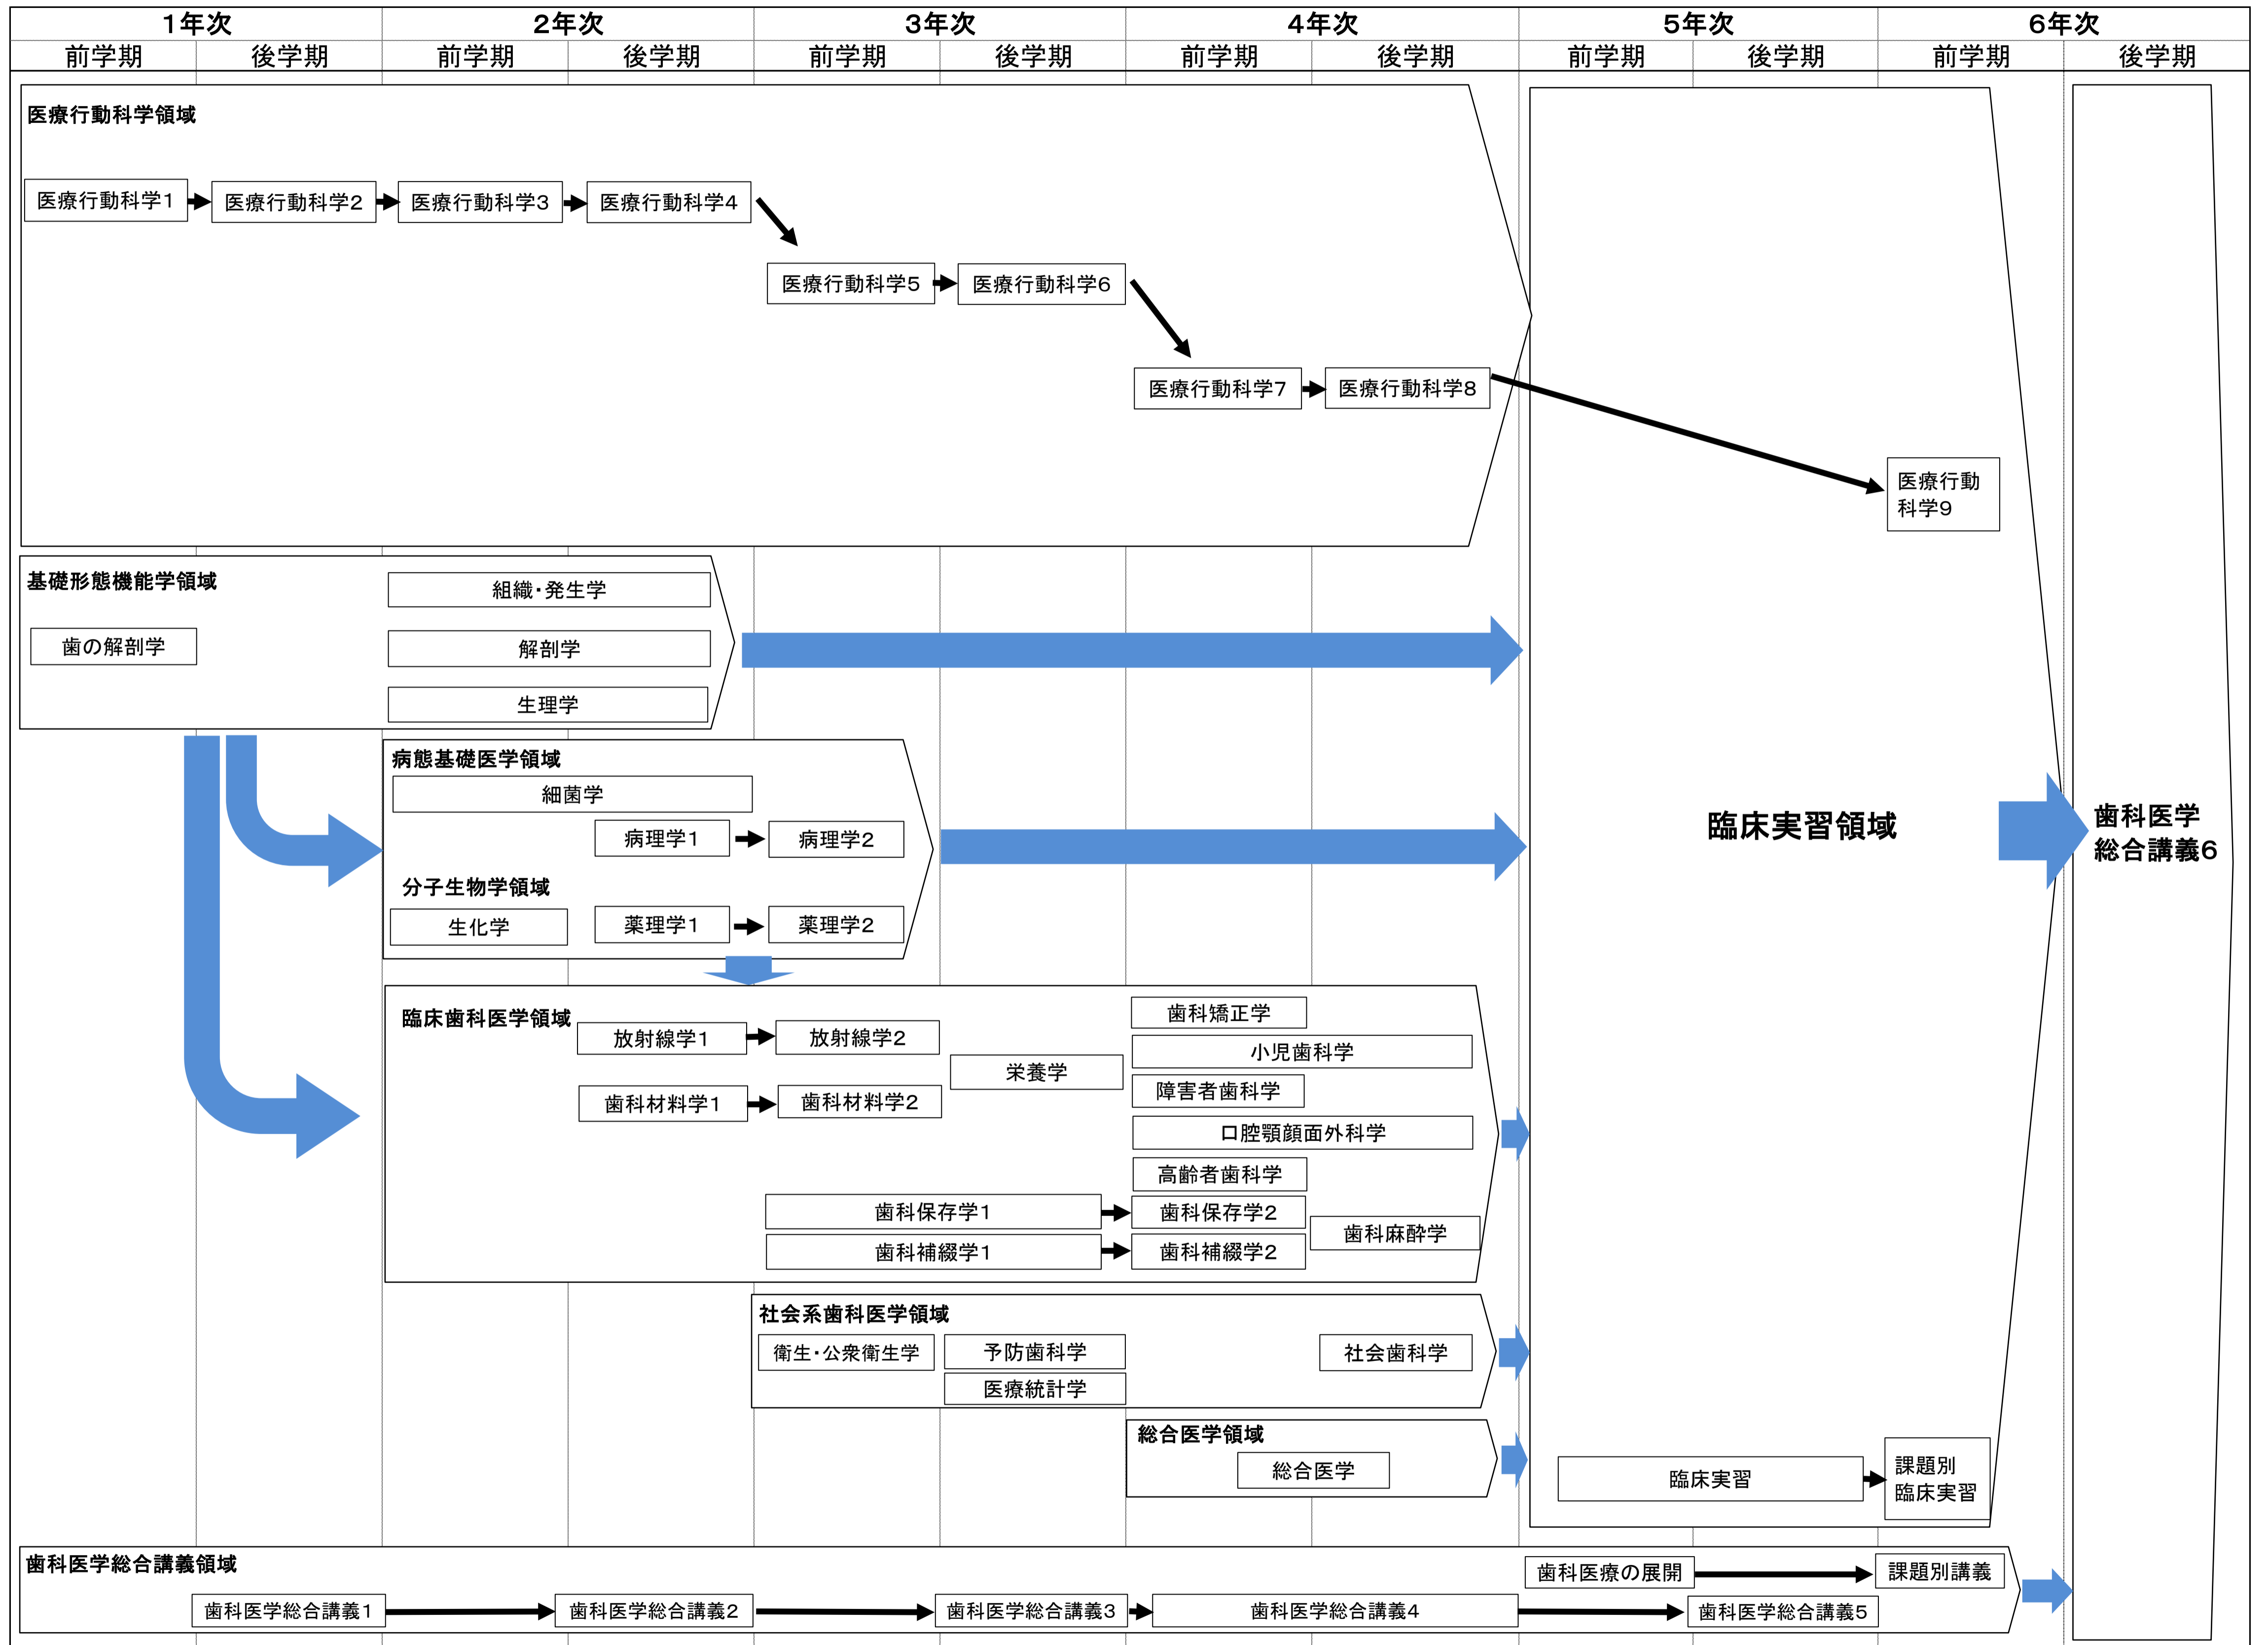 1年次
2年次
3年次
4年次
5年次
6年次
前学期
後学期
前学期
後学期
前学期
後学期
前学期
後学期
前学期
後学期
前学期
後学期
医療行動科学領域
医療行動科学1
医療行動科学2
医療行動科学3
医療行動科学4
医療行動科学5
医療行動科学6
医療行動科学7
医療行動科学8
医療行動
科学9
基礎形態機能学領域
組織・発生学
歯の解剖学
解剖学
生理学
病態基礎医学領域
細菌学
病理学1
病理学2
分子生物学領域
生化学
薬理学1
薬理学2
臨床実習領域
歯科医学
総合講義6
臨床歯科医学領域
放射線学1
放射線学2
栄養学
歯科材料学1
歯科材料学2
歯科矯正学
小児歯科学
障害者歯科学
口腔顎顔面外科学
高齢者歯科学
歯科保存学1
歯科保存学2
歯科麻酔学
歯科補綴学1
歯科補綴学2
社会系歯科医学領域
衛生・公衆衛生学
予防歯科学
社会歯科学
医療統計学
総合医学領域
総合医学
臨床実習
課題別
臨床実習
歯科医学総合講義領域
歯科医療の展開
課題別講義
歯科医学総合講義1
歯科医学総合講義2
歯科医学総合講義3
歯科医学総合講義4
歯科医学総合講義5